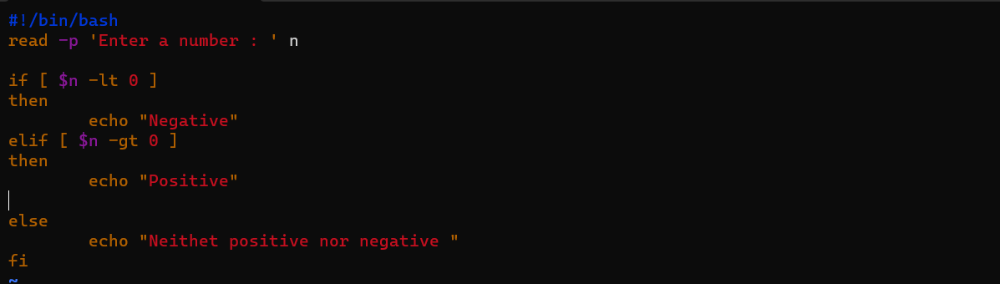 #!/bin/bash
read -p 'Enter a number : ' n
if [ $n -lt 0 ]
then
echo "Negative"
elif [ $n -gt 0 ]
then
echo "Positive"
else
echo "Neithet positive nor negative "
fi
~